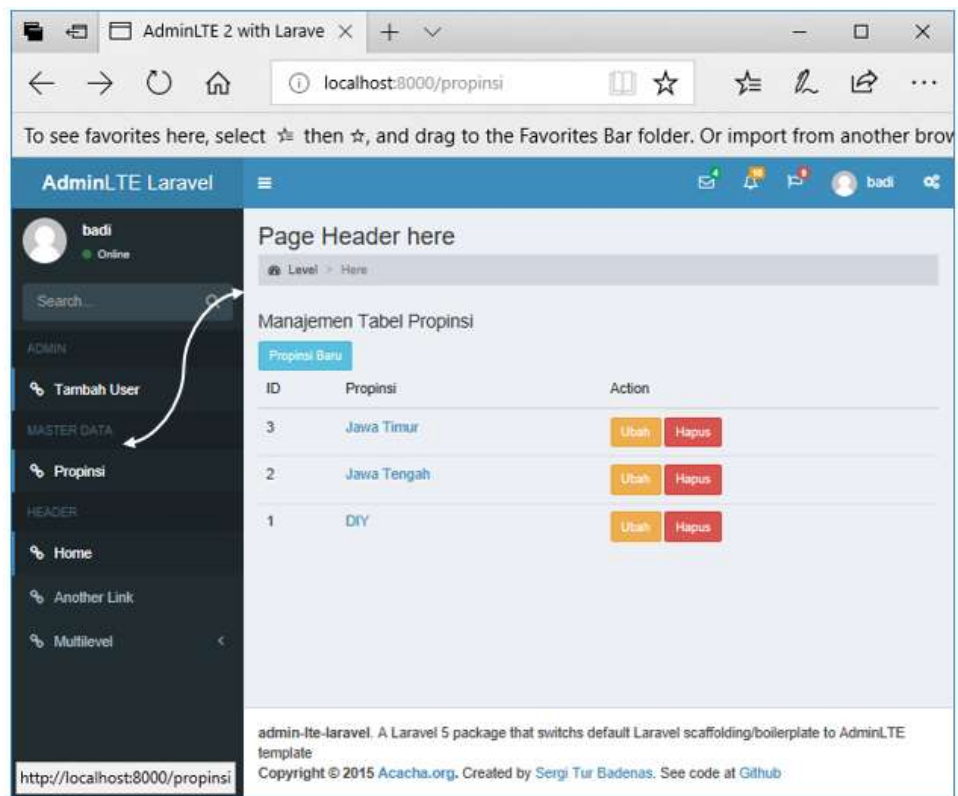 AdminLTE 2 with Larave
localhost:8000/propinsi
To see favorites here, select then , and drag to the Favorites Bar folder. Or import from another brow
AdminLTE Laravel
4
10
9
badi
badi
Online
Search...
ADMIN
Tambah User
MASTER DATA
Propinsi
HEADER
Home
Another Link
Multilevel
Page Header here
Level > Here
Manajemen Tabel Propinsi
Propinsi Baru
ID Propinsi Action
3 Jawa Timur Ubah Hapus
2 Jawa Tengah Ubah Hapus
1 DIY Ubah Hapus
admin-lte-laravel. A Laravel 5 package that switchs default Laravel scaffolding/boilerplate to AdminLTE
template
Copyright © 2015 Acacha.org. Created by Sergi Tur Badenas. See code at Github
http://localhost:8000/propinsi